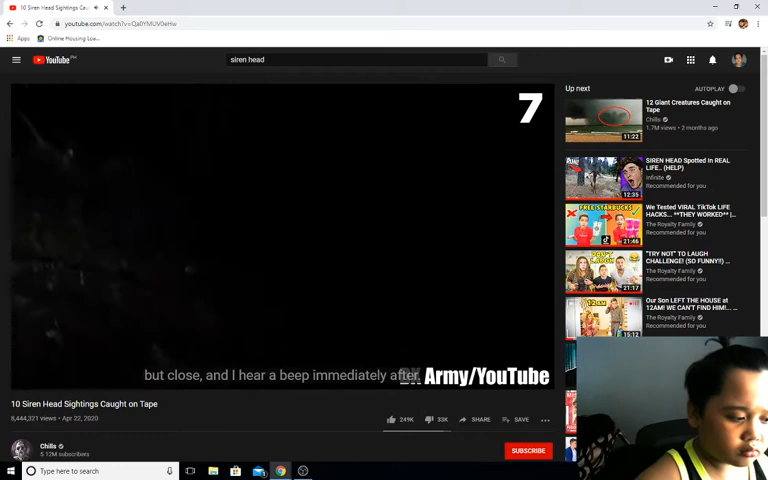 10 Siren Head Sightings Cau
youtube.com/watch?v=Qa0YMUV0eHw
Apps
Online Housing Loa...
YouTube PH
siren head
7
but close, and I hear a beep immediately after.
Army/YouTube
10 Siren Head Sightings Caught on Tape
8,444,321 views • Apr 22, 2020
249K
33K
SHARE
SAVE
Chills
5.12M subscribers
SUBSCRIBE
Up next
AUTOPLAY
12 Giant Creatures Caught on
Tape
Chills
1.7M views • 2 months ago
11:22
SIREN HEAD Spotted In REAL
LIFE.. (HELP)
Infinite
Recommended for you
12:35
We Tested VIRAL TikTok LIFE
HACKS... **THEY WORKED** |...
The Royalty Family
Recommended for you
FREE STARBUCKS
21:46
"TRY NOT" TO LAUGH
CHALLENGE! (SO FUNNY!!) ...
The Royalty Family
Recommended for you
DON'T
LAUGH
21:17
Our Son LEFT THE HOUSE at
12AM! WE CAN'T FIND HIM!... |
The Royalty Family
Recommended for you
12AM
15:12
Type here to search